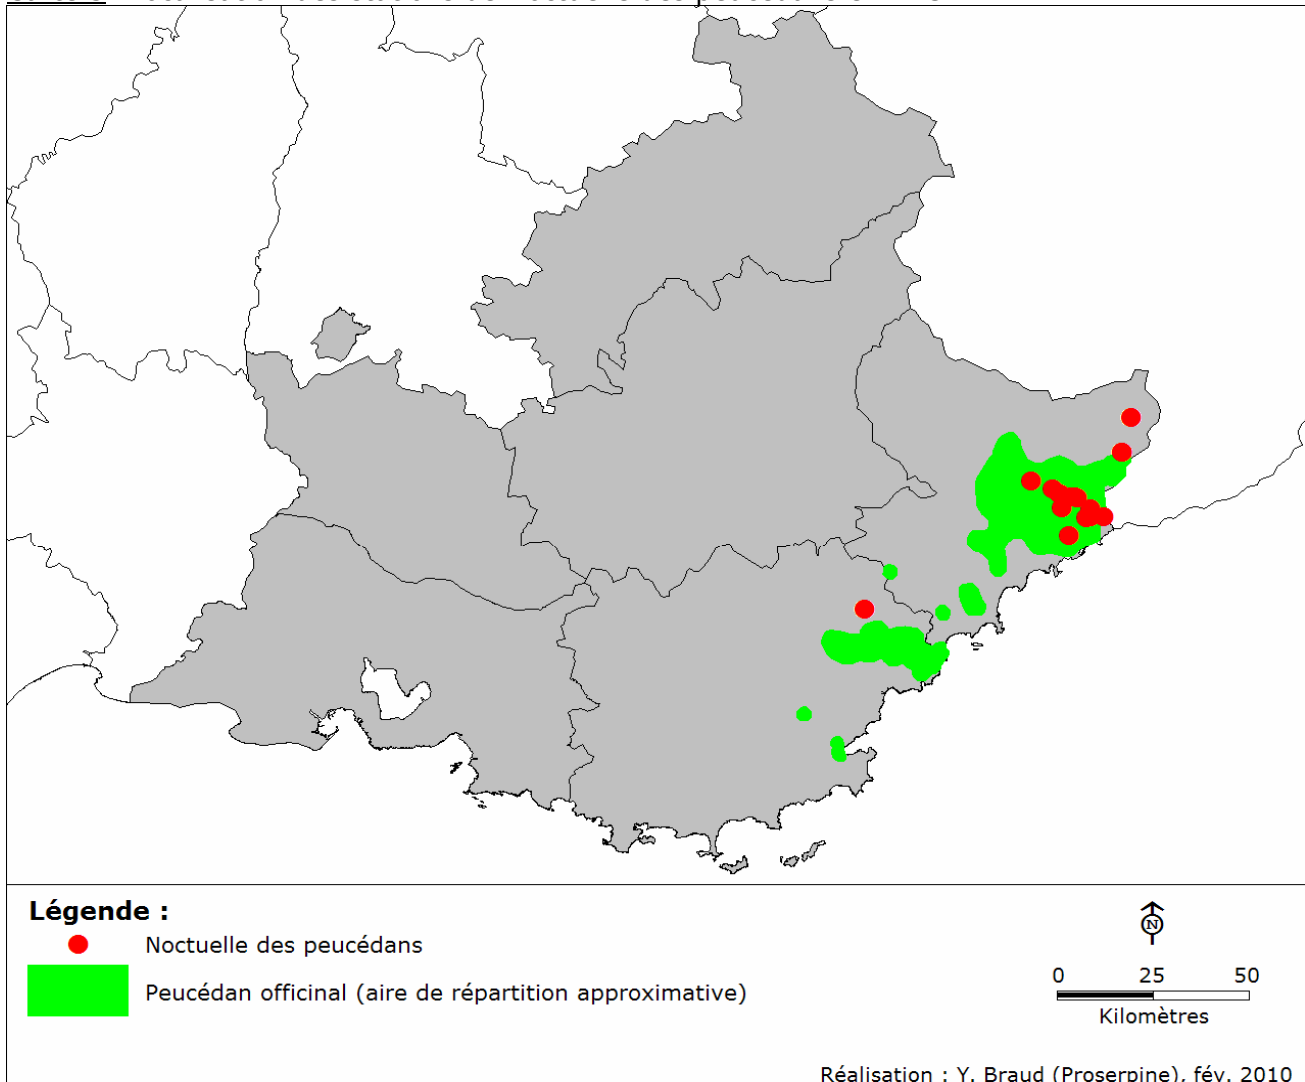 Légende :
Noctuelle des peucédans
Peucédan officinal (aire de répartition approximative)
N
0 25 50
Kilomètres
Réalisation : Y. Braud (Proserpine), fév. 2010